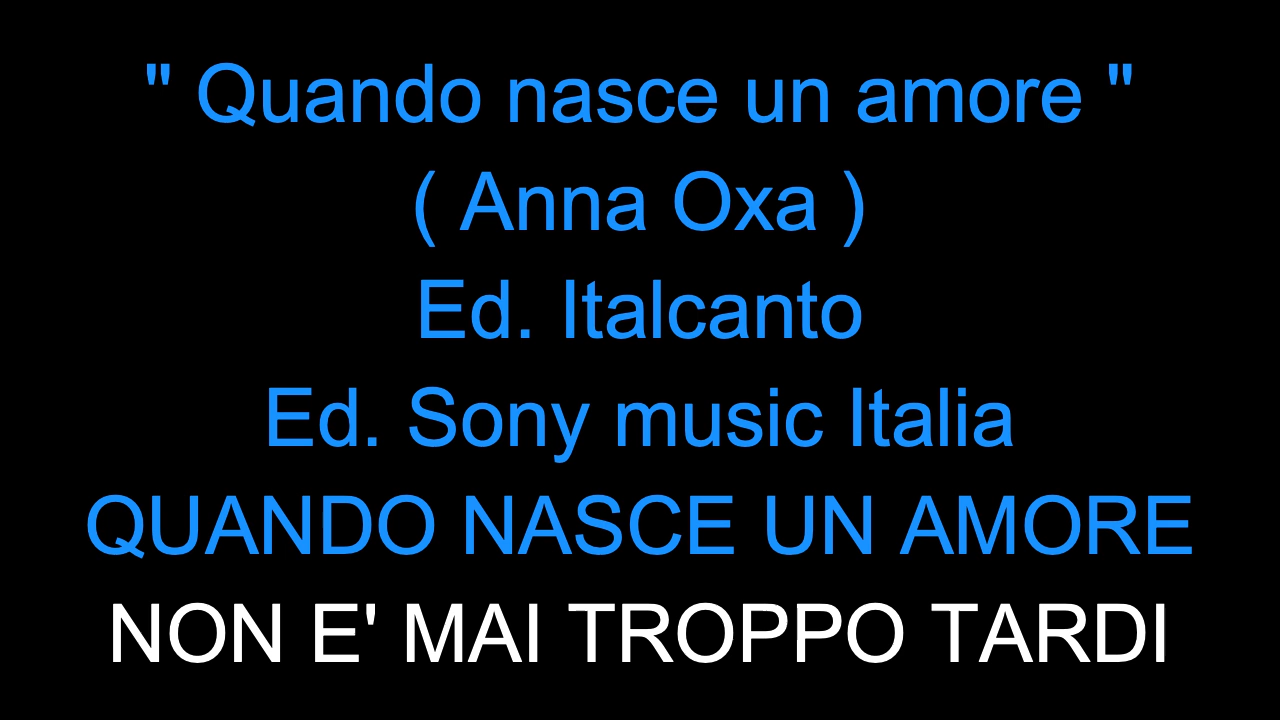 " Quando nasce un amore "
( Anna Oxa )
Ed. Italcanto
Ed. Sony music Italia
QUANDO NASCE UN AMORE
NON E' MAI TROPPO TARDI